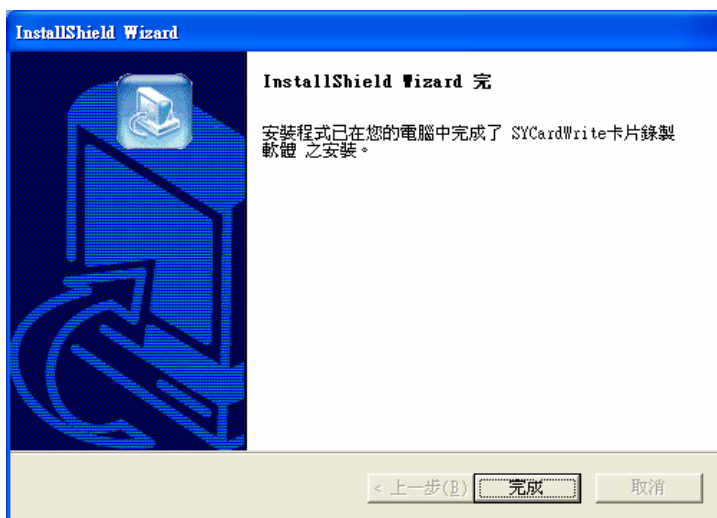 InstallShield Wizard
InstallShield Wizard 完
安裝程式已在您的電腦中完成了 SYCardWrite卡片錄製
軟體 之安裝。
< 上一步(B) 完成 取消